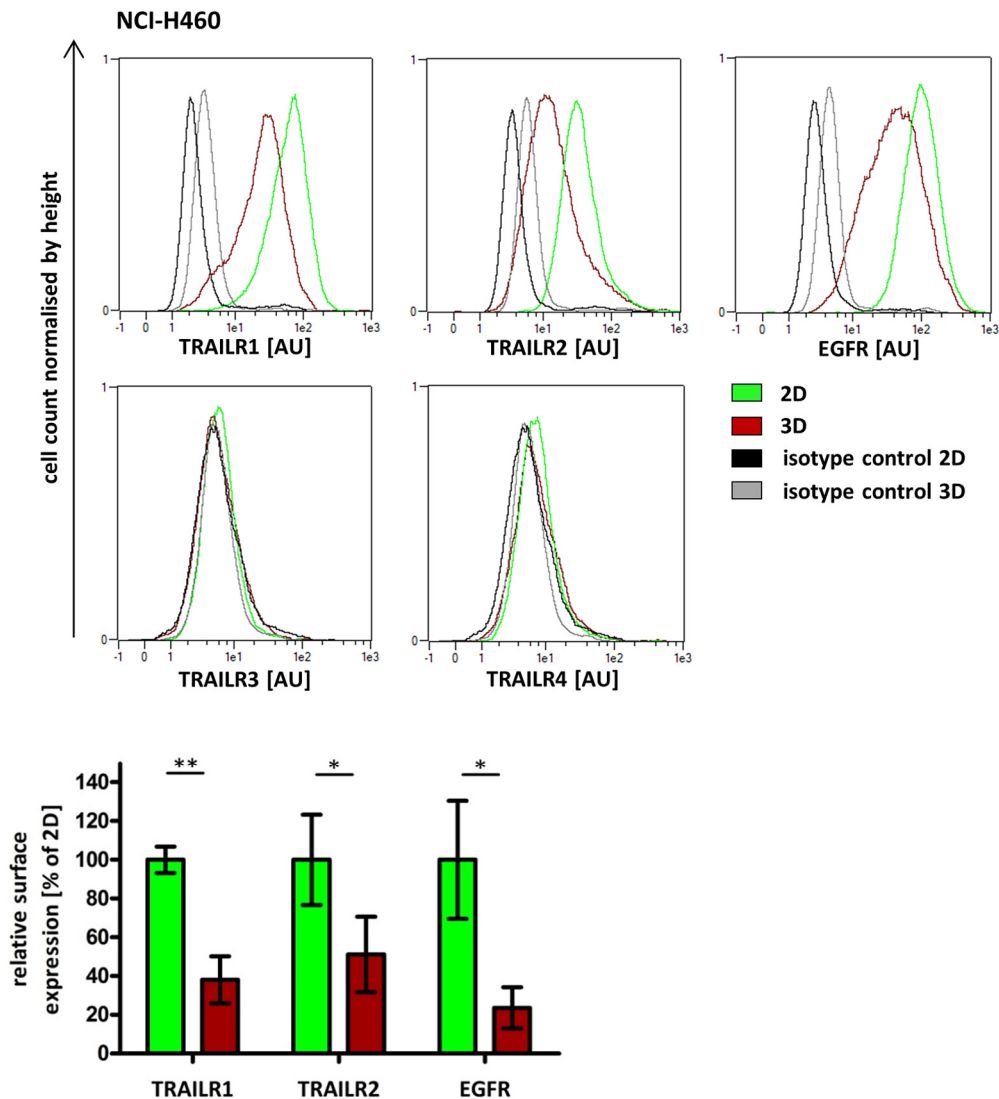 NCI-H460
cell count normalised by height
1
0
-1 0 1 1e1 1e2 1e3
TRAILR1 [AU]
1
0
-1 0 1 1e1 1e2 1e3
TRAILR2 [AU]
1
0
-1 0 1 1e1 1e2 1e3
EGFR [AU]
1
0
-1 0 1 1e1 1e2 1e3
TRAILR3 [AU]
1
0
-1 0 1 1e1 1e2 1e3
TRAILR4 [AU]
2D
3D
isotype control 2D
isotype control 3D
relative surface
expression [% of 2D]
140
120
100
80
60
40
20
0
**
*
*
TRAILR1 TRAILR2 EGFR